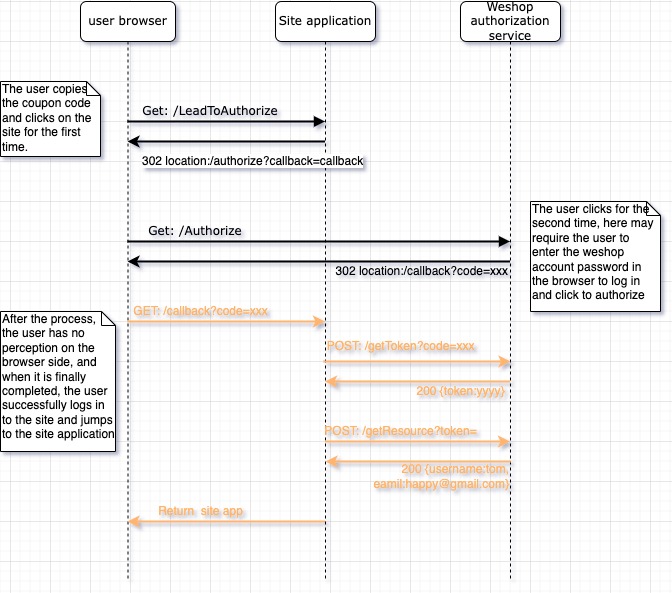 user browser
Site application
Weshop
authorization
service
The user copies
the coupon code
and clicks on the
site for the first
time.
Get: /LeadToAuthorize
302 location:/authorize?callback=callback
The user clicks for the
second time, here may
require the user to
enter the weshop
account password in
the browser to log in
and click to authorize
Get: /Authorize
302 location:/callback?code=xxx
After the process,
the user has no
perception on the
browser side, and
when it is finally
completed, the user
successfully logs in
to the site and jumps
to the site application
GET: /callback?code=xxx
POST: /getToken?code=xxx
200 {token:yyyy}
POST: /getResource?token=
200 {username:tom,
eamil:happy@gmail.com}
Return site app